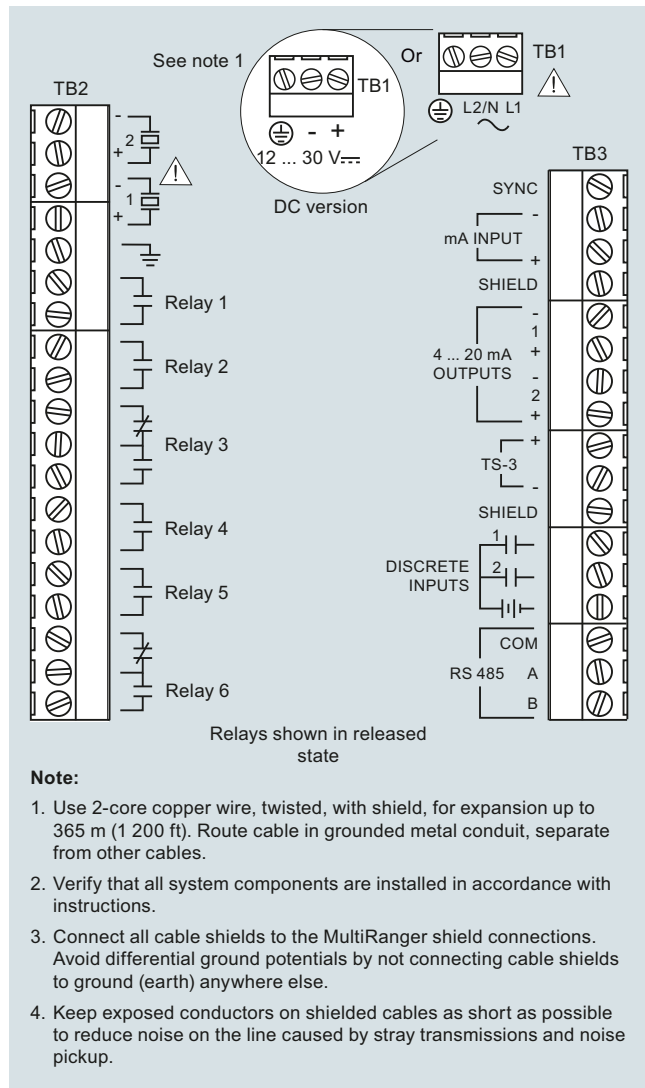 See note 1
Or
TB1
TB1
L2/N L1
- +
12 ... 30 V
DC version
TB2
-
2
+
-
1
+
Relay 1
Relay 2
Relay 3
Relay 4
Relay 5
Relay 6
TB3
SYNC
-
mA INPUT
+
SHIELD
-
1
4 ... 20 mA +
OUTPUTS -
2
+
+
TS-3
-
SHIELD
1
DISCRETE 2
INPUTS
COM
RS 485 A
B
Relays shown in released
state
Note:
1. Use 2-core copper wire, twisted, with shield, for expansion up to
365 m (1 200 ft). Route cable in grounded metal conduit, separate
from other cables.
2. Verify that all system components are installed in accordance with
instructions.
3. Connect all cable shields to the MultiRanger shield connections.
Avoid differential ground potentials by not connecting cable shields
to ground (earth) anywhere else.
4. Keep exposed conductors on shielded cables as short as possible
to reduce noise on the line caused by stray transmissions and noise
pickup.